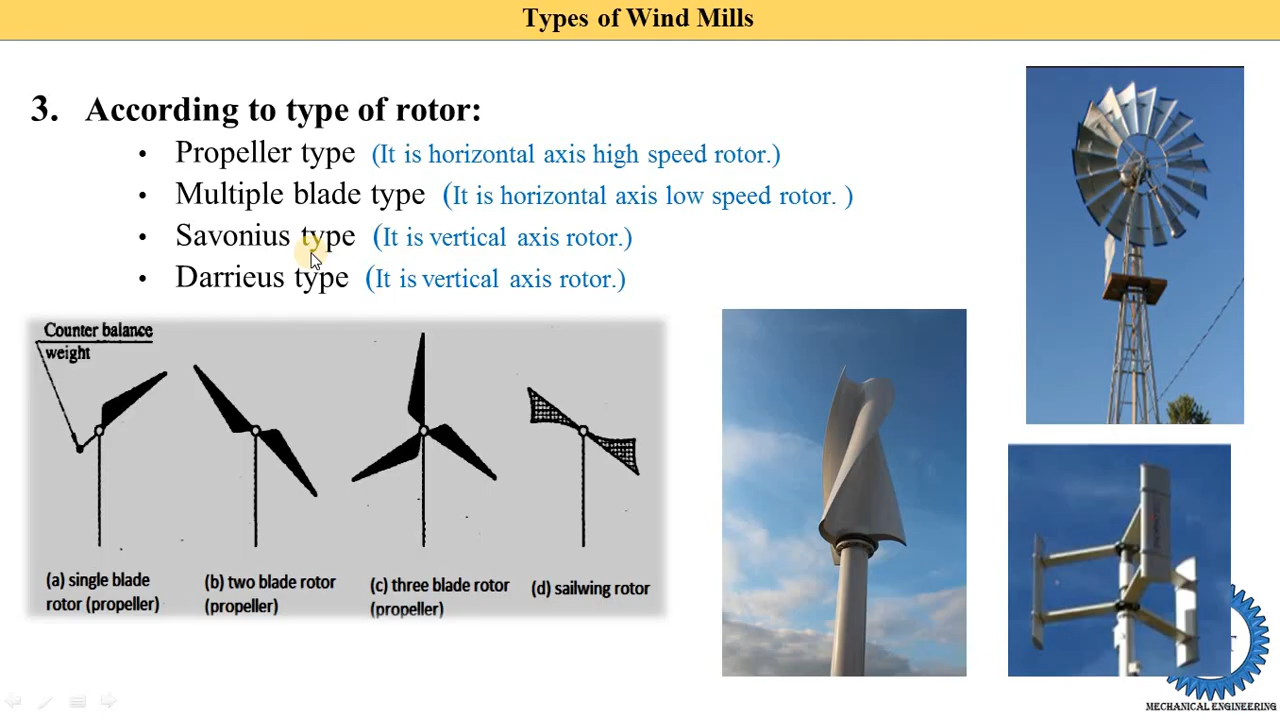 Types of Wind Mills
3. According to type of rotor:
• Propeller type (It is horizontal axis high speed rotor.)
• Multiple blade type (It is horizontal axis low speed rotor. )
• Savonius type (It is vertical axis rotor.)
• Darrieus type (It is vertical axis rotor.)
Counter balance
weight
(a) single blade
rotor (propeller)
(b) two blade rotor
(propeller)
(c) three blade rotor
(propeller)
(d) sailwing rotor
MECHANICAL ENGINEERING